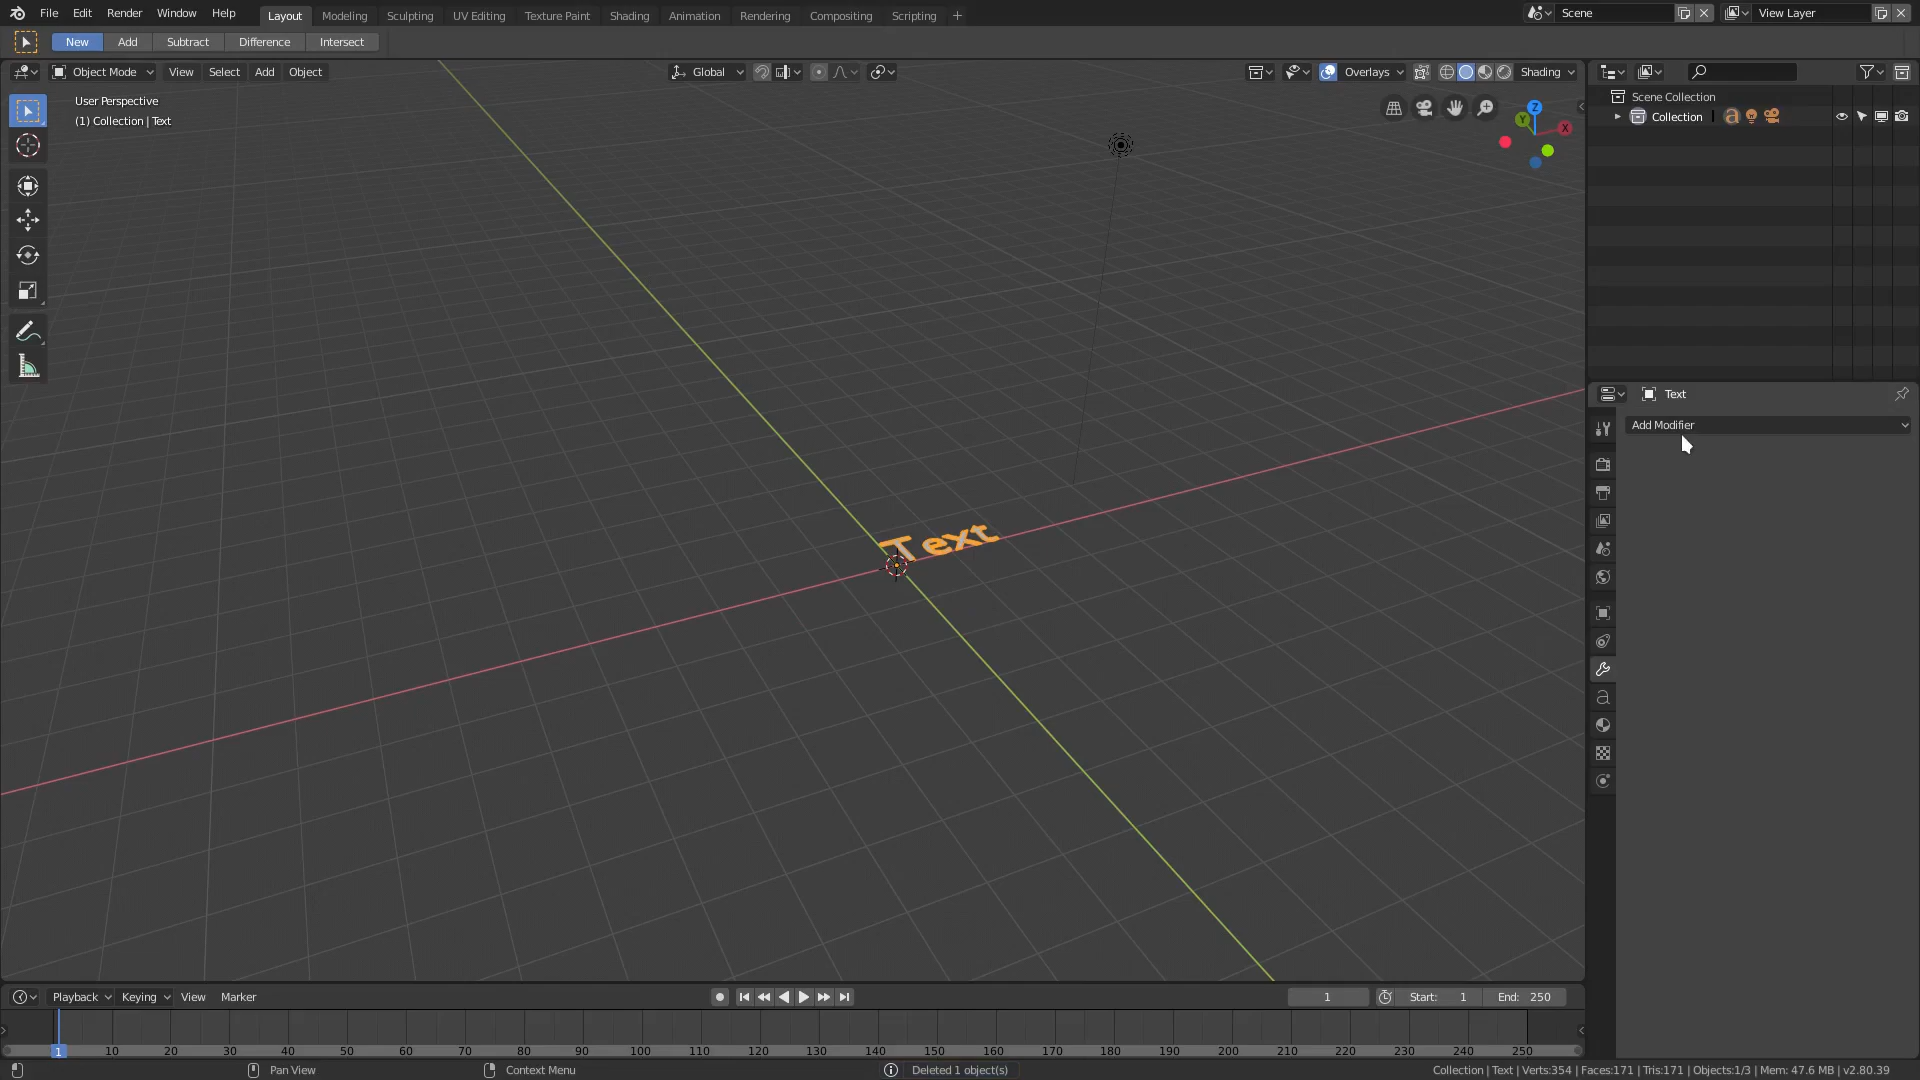 File Edit Render Window Help Layout Modeling Sculpting UV Editing Texture Paint Shading Animation Rendering Compositing Scripting + Scene View Layer
New Add Subtract Difference Intersect
Object Mode View Select Add Object Global Overlays Shading
User Perspective
(1) Collection | Text
Z
Y
X
Scene Collection
Collection
Text
Add Modifier
Text
Playback Keying View Marker 1 Start: 1 End: 250
1 10 20 30 40 50 60 70 80 90 100 110 120 130 140 150 160 170 180 190 200 210 220 230 240 250
Pan View Context Menu Deleted 1 object(s) Collection | Text | Verts:354 | Faces:171 | Tris:171 | Objects:1/3 | Mem: 47.6 MB | v2.80.39